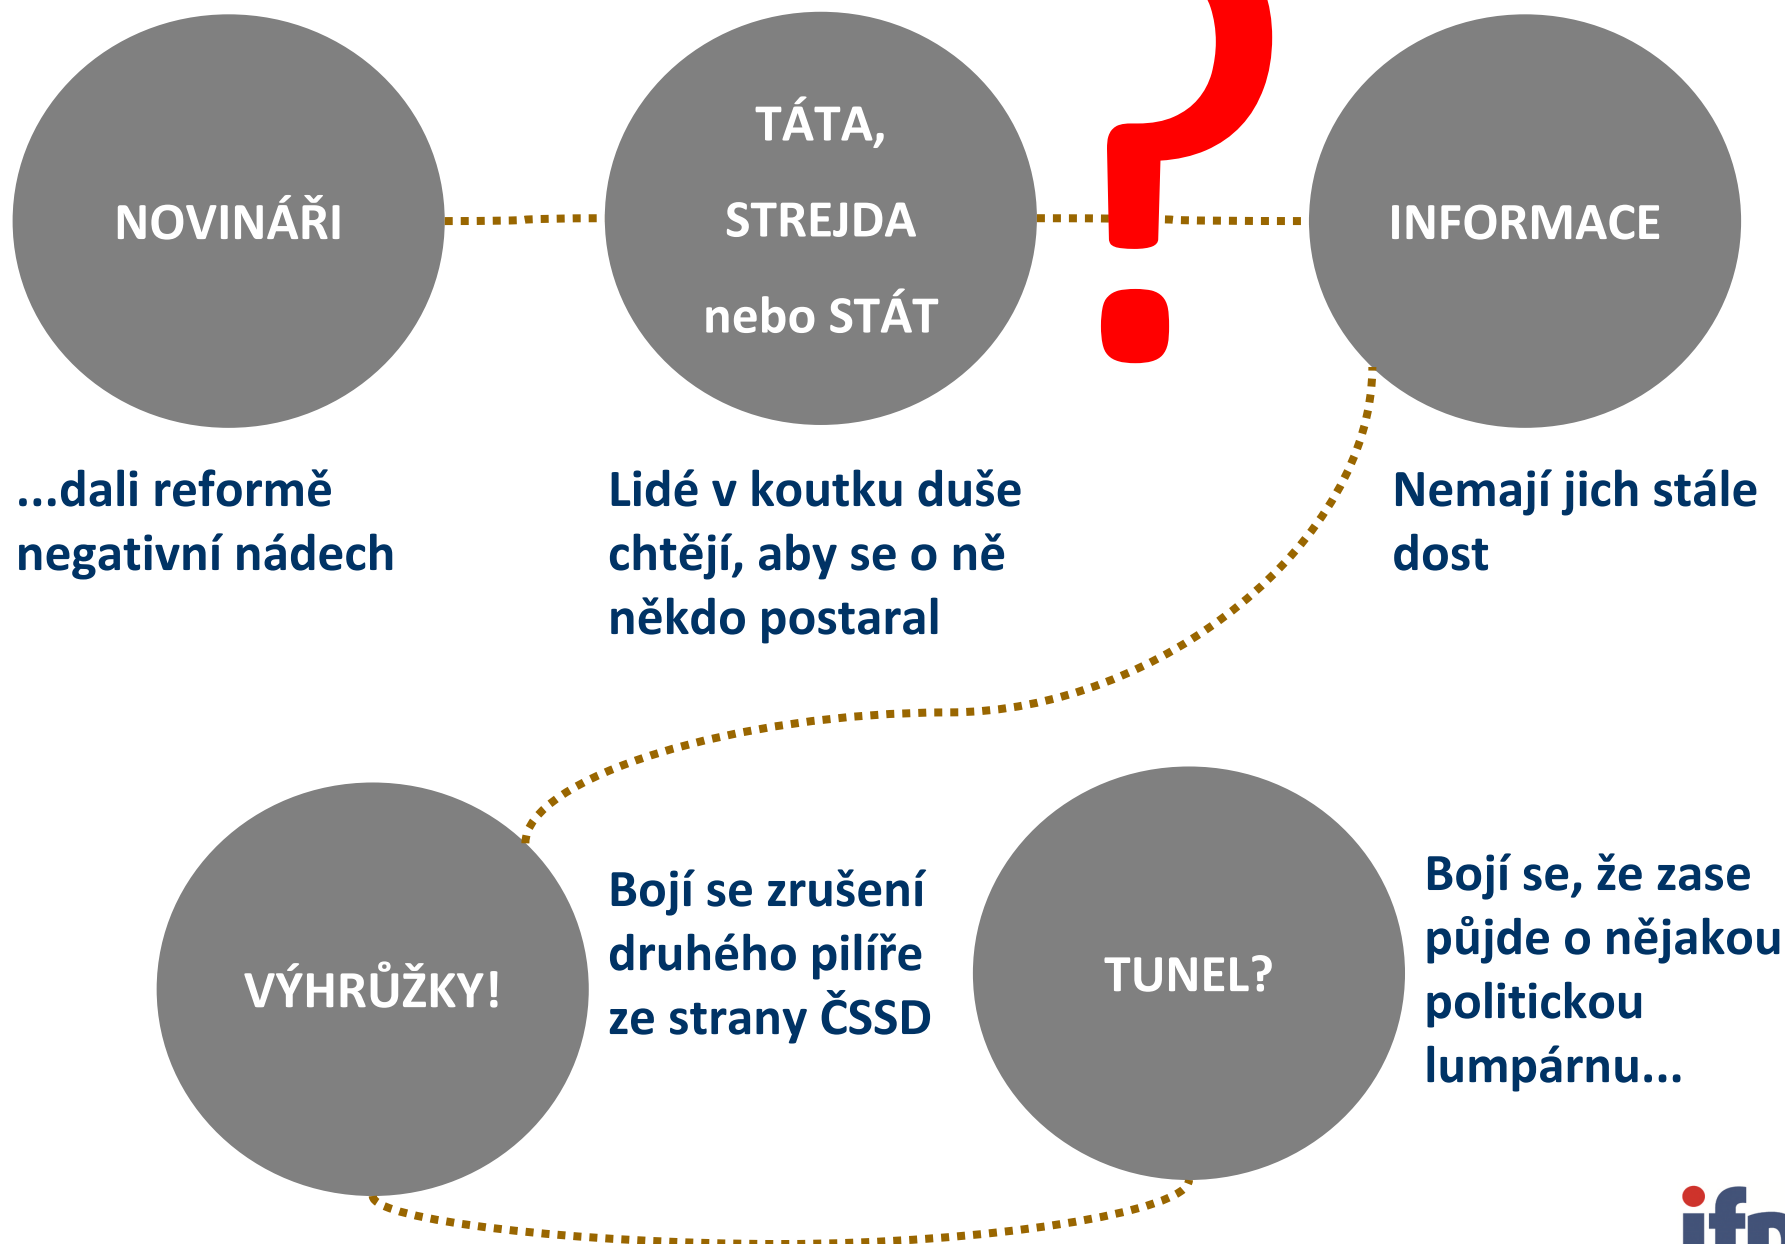 NOVINÁŘI
TÁTA,
STREJDA
nebo STÁT
?
INFORMACE
...dali reformě
negativní nádech
Lidé v koutku duše
chtějí, aby se o ně
někdo postaral
Nemají jich stále
dost
VÝHRŮŽKY!
Bojí se zrušení
druhého pilíře
ze strany ČSSD
TUNEL?
Bojí se, že zase
půjde o nějakou
politickou
lumpárnu...